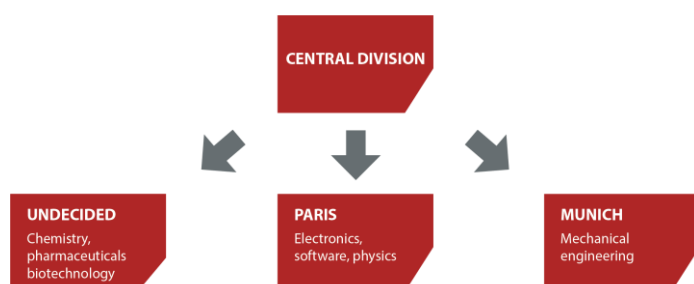 CENTRAL DIVISION
UNDECIDED
Chemistry,
pharmaceuticals
biotechnology
PARIS
Electronics,
software, physics
MUNICH
Mechanical
engineering